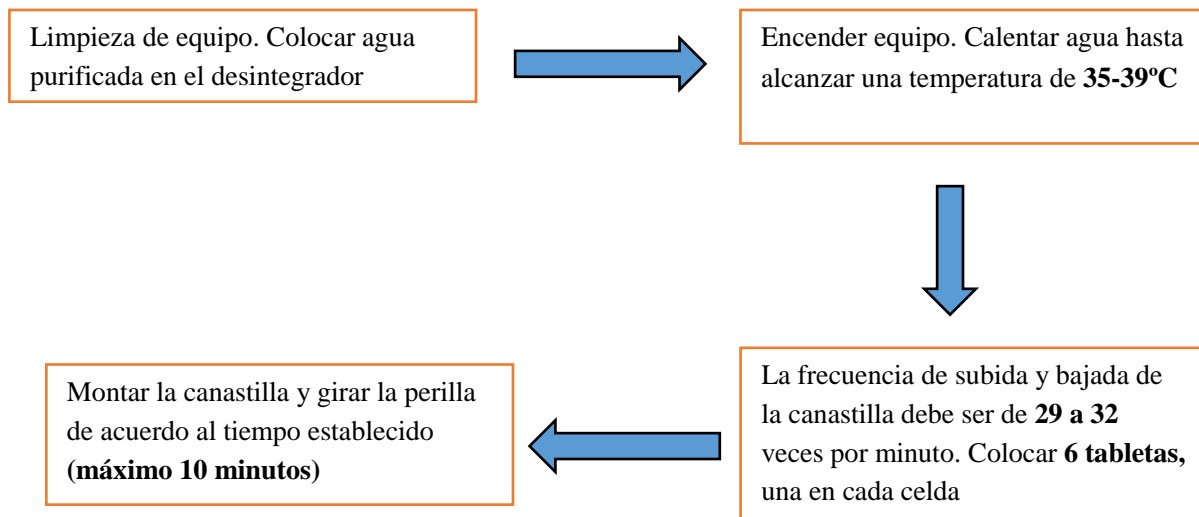 Limpieza de equipo. Colocar agua
purificada en el desintegrador
Encender equipo. Calentar agua hasta
alcanzar una temperatura de 35-39ºC
La frecuencia de subida y bajada de
la canastilla debe ser de 29 a 32
veces por minuto. Colocar 6 tabletas,
una en cada celda
Montar la canastilla y girar la perilla
de acuerdo al tiempo establecido
(máximo 10 minutos)